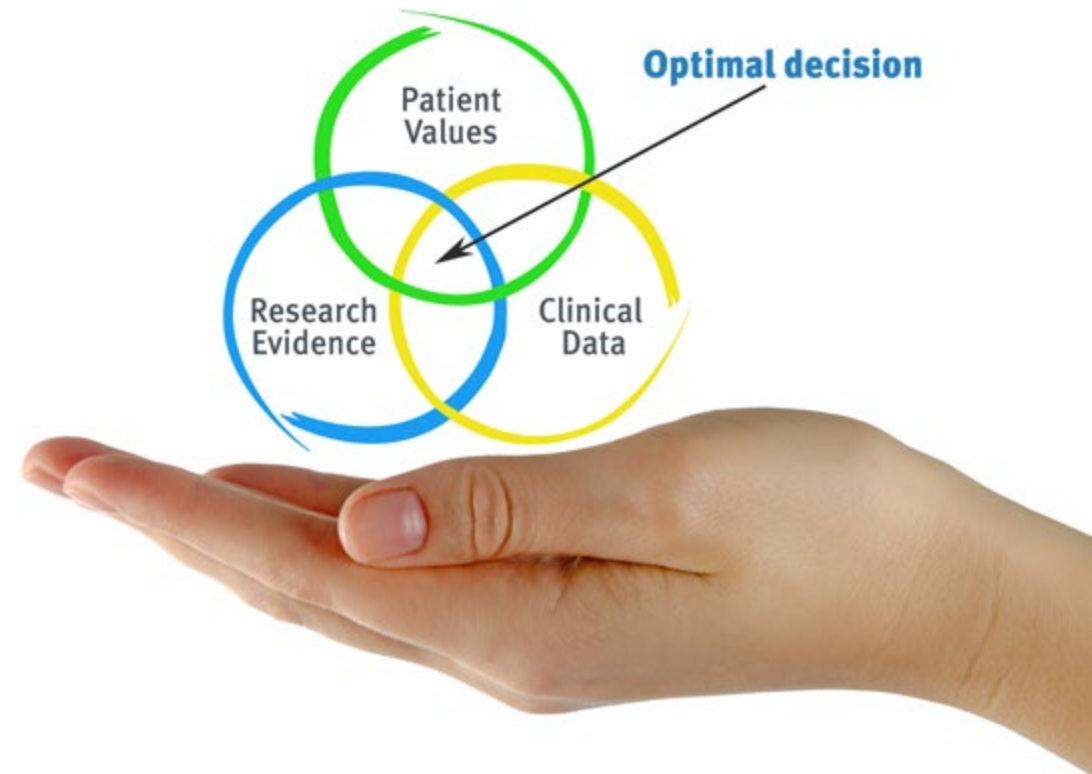 Optimal decision
Patient
Values
Research
Evidence
Clinical
Data